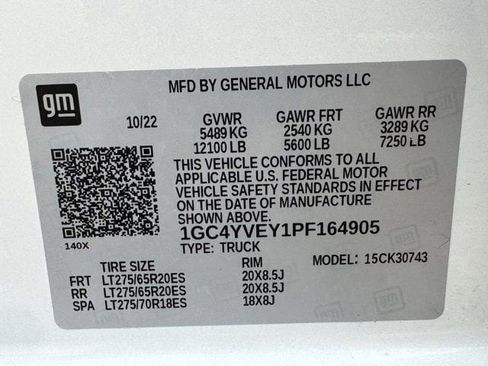 gm
MFD BY GENERAL MOTORS LLC
10/22 GVWR GAWR FRT GAWR RR
5489 KG 2540 KG 3289 KG
12100 LB 5600 LB 7250 LB
THIS VEHICLE CONFORMS TO ALL
APPLICABLE U.S. FEDERAL MOTOR
VEHICLE SAFETY STANDARDS IN EFFECT
ON THE DATE OF MANUFACTURE
SHOWN ABOVE.
140X 1GC4YVEY1PF164905
TYPE: TRUCK
TIRE SIZE RIM MODEL: 15CK30743
FRT LT275/65R20ES 20X8.5J
RR LT275/65R20ES 20X8.5J
SPA LT275/70R18ES 18X8J